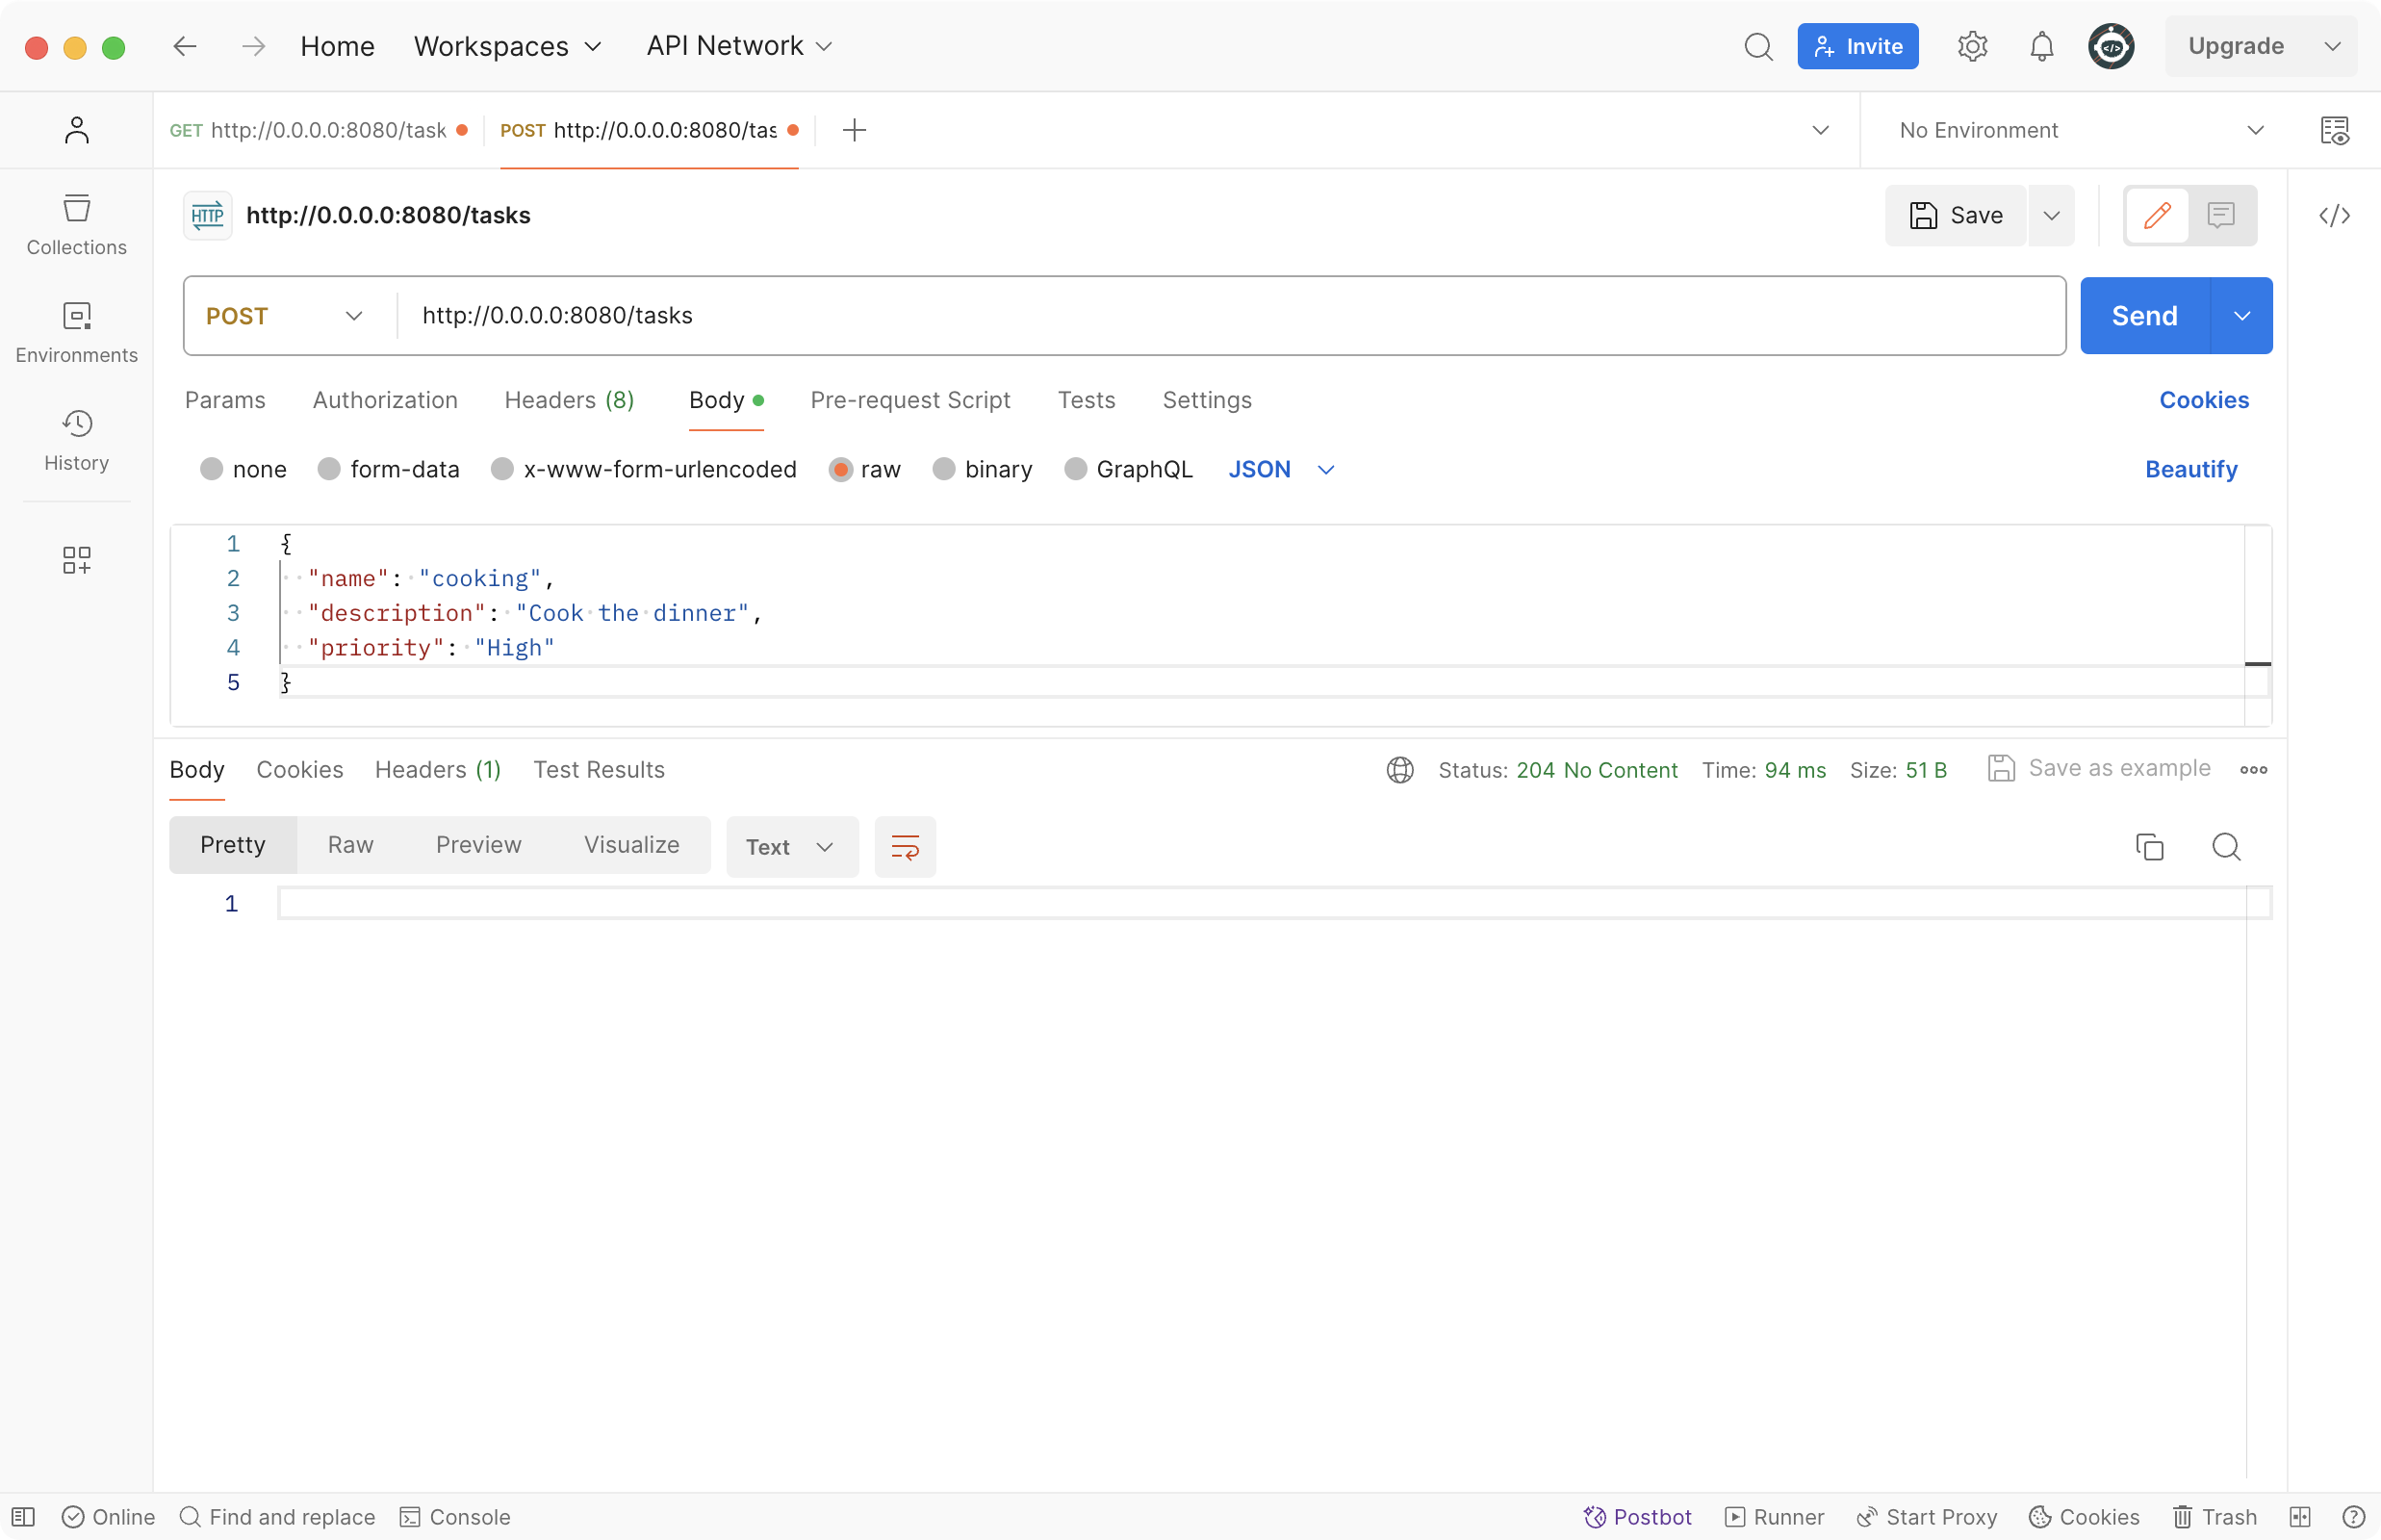 Home Workspaces API Network Invite Upgrade
GET http://0.0.0.0:8080/task POST http://0.0.0.0:8080/tas No Environment
HTTP http://0.0.0.0:8080/tasks Save
Collections
POST http://0.0.0.0:8080/tasks Send
Environments
Params Authorization Headers (8) Body Pre-request Script Tests Settings Cookies
History
none form-data x-www-form-urlencoded raw binary GraphQL JSON Beautify
1 {
2 "name": "cooking",
3 "description": "Cook the dinner",
4 "priority": "High"
5 }
Body Cookies Headers (1) Test Results Status: 204 No Content Time: 94 ms Size: 51 B Save as example
Pretty Raw Preview Visualize Text
1
Online Find and replace Console Postbot Runner Start Proxy Cookies Trash